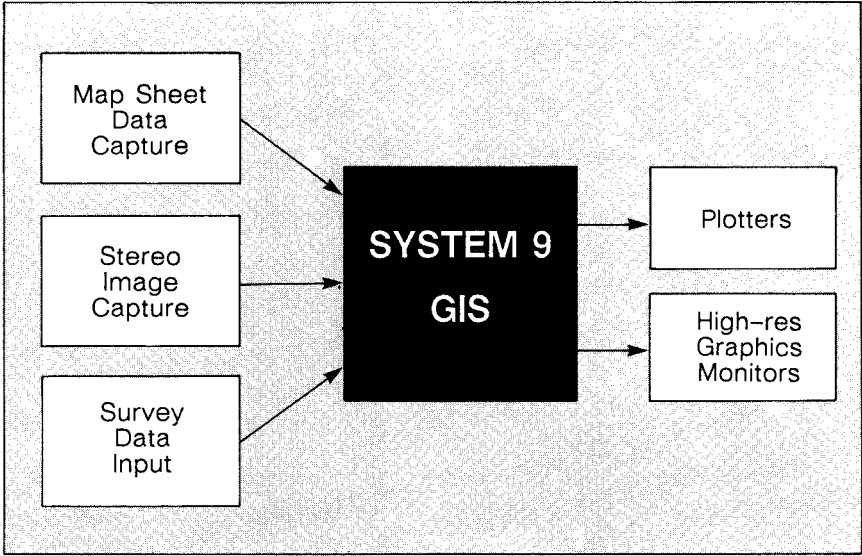 Map Sheet
Data
Capture
Stereo
Image
Capture
Survey
Data
Input
SYSTEM 9
GIS
Plotters
High-res
Graphics
Monitors